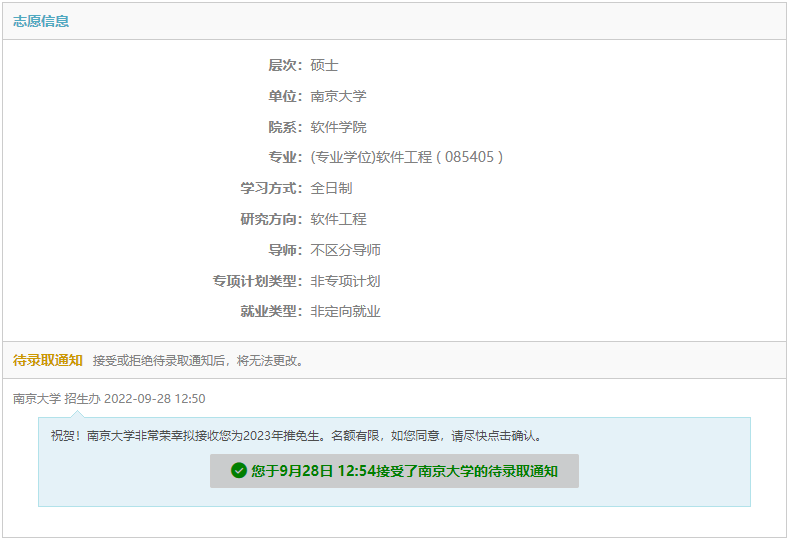 志愿信息
层次：硕士
单位：南京大学
院系：软件学院
专业：(专业学位)软件工程 ( 085405 )
学习方式：全日制
研究方向：软件工程
导师：不区分导师
专项计划类型：非专项计划
就业类型：非定向就业
待录取通知 接受或拒绝待录取通知后，将无法更改。
南京大学 招生办 2022-09-28 12:50
祝贺！南京大学非常荣幸拟接收您为2023年推免生。名额有限，如您同意，请尽快点击确认。
您于9月28日 12:54接受了南京大学的待录取通知